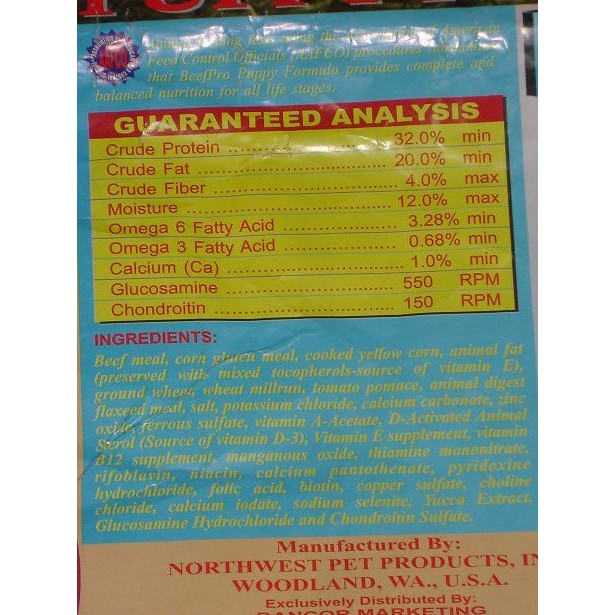 AAFCO
Feed Control Officials (AAFCO) procedures
that BeefPro Puppy Formula provides complete and
balanced nutrition for all life stages.
GUARANTEED ANALYSIS
Crude Protein ........................ 32.0% min
Crude Fat ........................ 20.0% min
Crude Fiber ........................ 4.0% max
Moisture ........................ 12.0% max
Omega 6 Fatty Acid ................ 3.28% min
Omega 3 Fatty Acid ................ 0.68% min
Calcium (Ca) ........................ 1.0% min
Glucosamine ........................ 550 RPM
Chondroitin ........................ 150 RPM
INGREDIENTS:
Beef meal, corn gluten meal, cooked yellow corn, animal fat
(preserved with mixed tocopherols-source of vitamin E),
ground wheat, wheat millrun, tomato pomace, animal digest
flaxeed meal, salt, potassium chloride, calcium carbonate, zinc
oxide, ferrous sulfate, vitamin A-Acetate, D-Activated Animal
Sterol (Source of vitamin D-3), Vitamin E supplement, vitamin
B12 supplement, manganous oxide, thiamine mononitrate,
rifoblavin, niacin, calcium pantothenate, pyridoxine
hydrochloride, folic acid, biotin, copper sulfate, choline
chloride, calcium iodate, sodium selenite, Yucca Extract,
Glucosamine Hydrochloride and Chondroitin Sulfate.
Manufactured By:
NORTHWEST PET PRODUCTS, IN
WOODLAND, WA., U.S.A.
Exclusively Distributed By:
DANGOR MARKETING